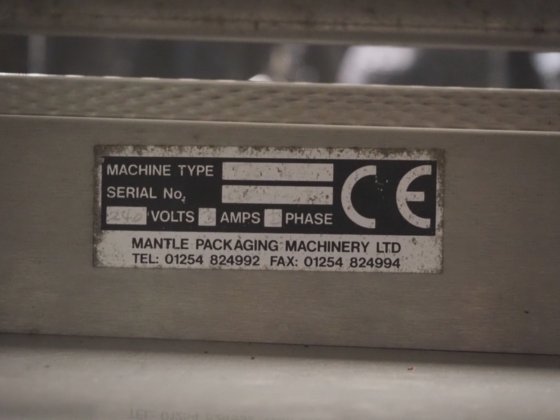 MACHINE TYPE
SERIAL No.
240 VOLTS AMPS PHASE
CE
MANTLE PACKAGING MACHINERY LTD
TEL: 01254 824992 FAX: 01254 824994